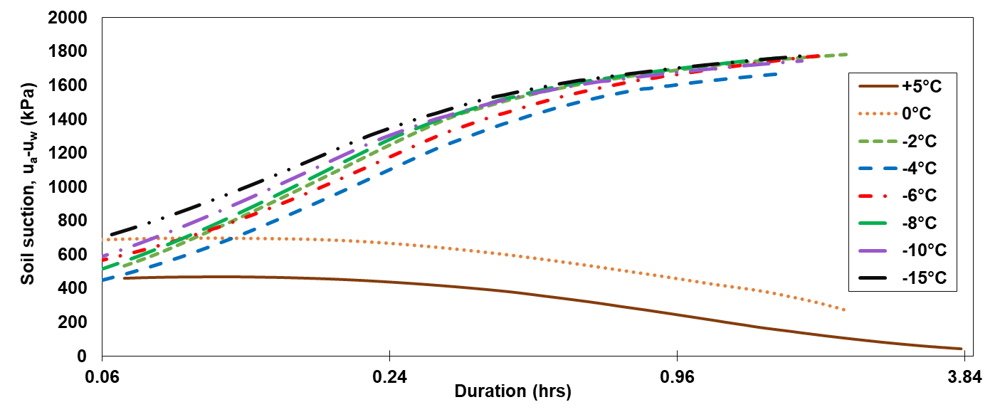 2000
1800
1600
1400
1200
1000
800
600
400
200
0
Soil suction, ua-uw (kPa)
0.06
0.24
0.96
3.84
Duration (hrs)
+5°C
0°C
-2°C
-4°C
-6°C
-8°C
-10°C
-15°C